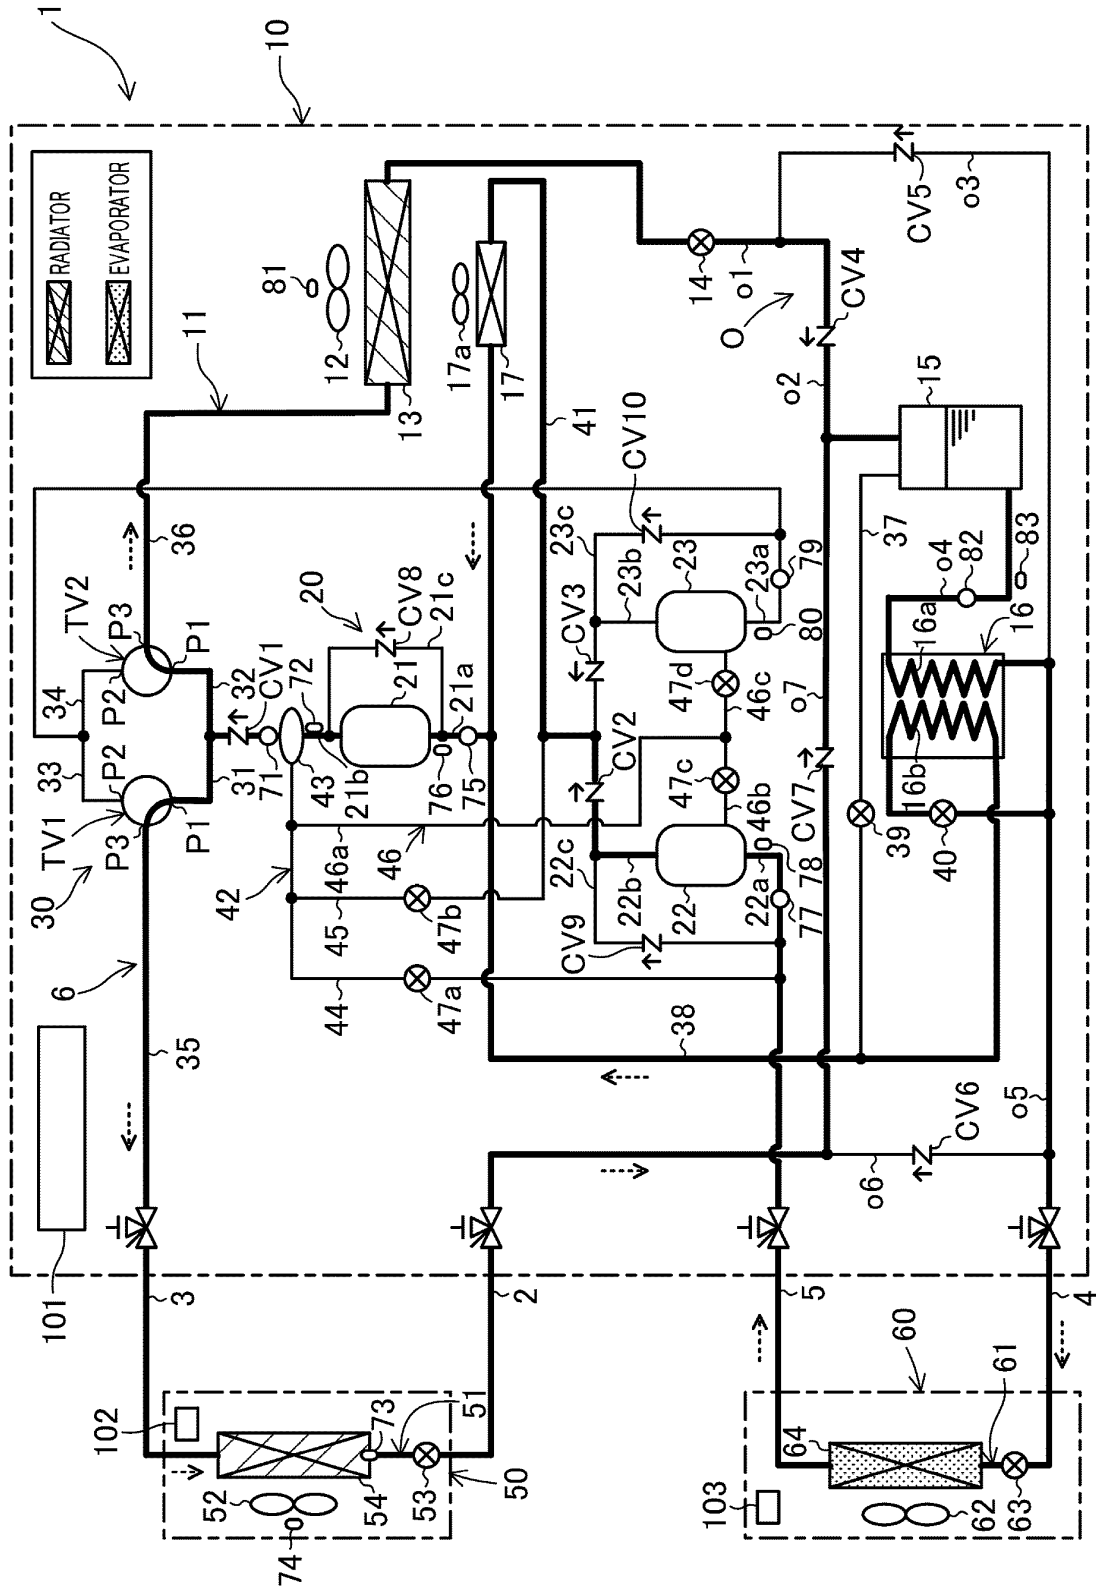 1
10
RADIATOR
EVAPORATOR
81
12
11
13
17a
17
14
o1
O
CV4
CV5
o3
o2
15
41
CV10
36
TV2
P3
P1
P2
34
33
P2
TV1
P3
P1
30
32
31
CV1
71
72
43
21b
20
CV8
21c
21
21a
76
75
23c
23b
23
23a
79
80
CV3
47d
46c
CV2
47c
46b
37
o4
82
83
16a
16
16b
o7
CV7
39
40
42
46a
46
45
47b
44
47a
22c
22b
22
22a
78
77
CV9
6
35
38
o5
CV6
o6
101
3
2
5
4
102
51
73
50
52
54
53
74
60
61
64
103
62
63